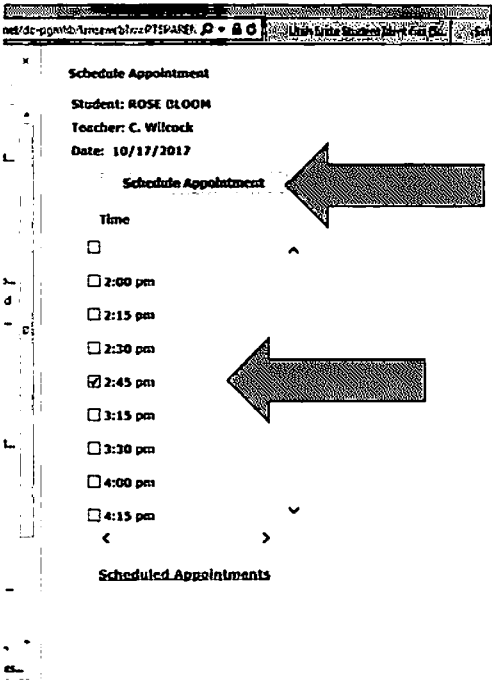 Schedule Appointment
Student: ROSE BLOOM
Teacher: C. Wilcock
Date: 10/17/2017
Schedule Appointment
Time
2:00 pm
2:15 pm
2:30 pm
2:45 pm
3:15 pm
3:30 pm
4:00 pm
4:15 pm
Scheduled Appointments